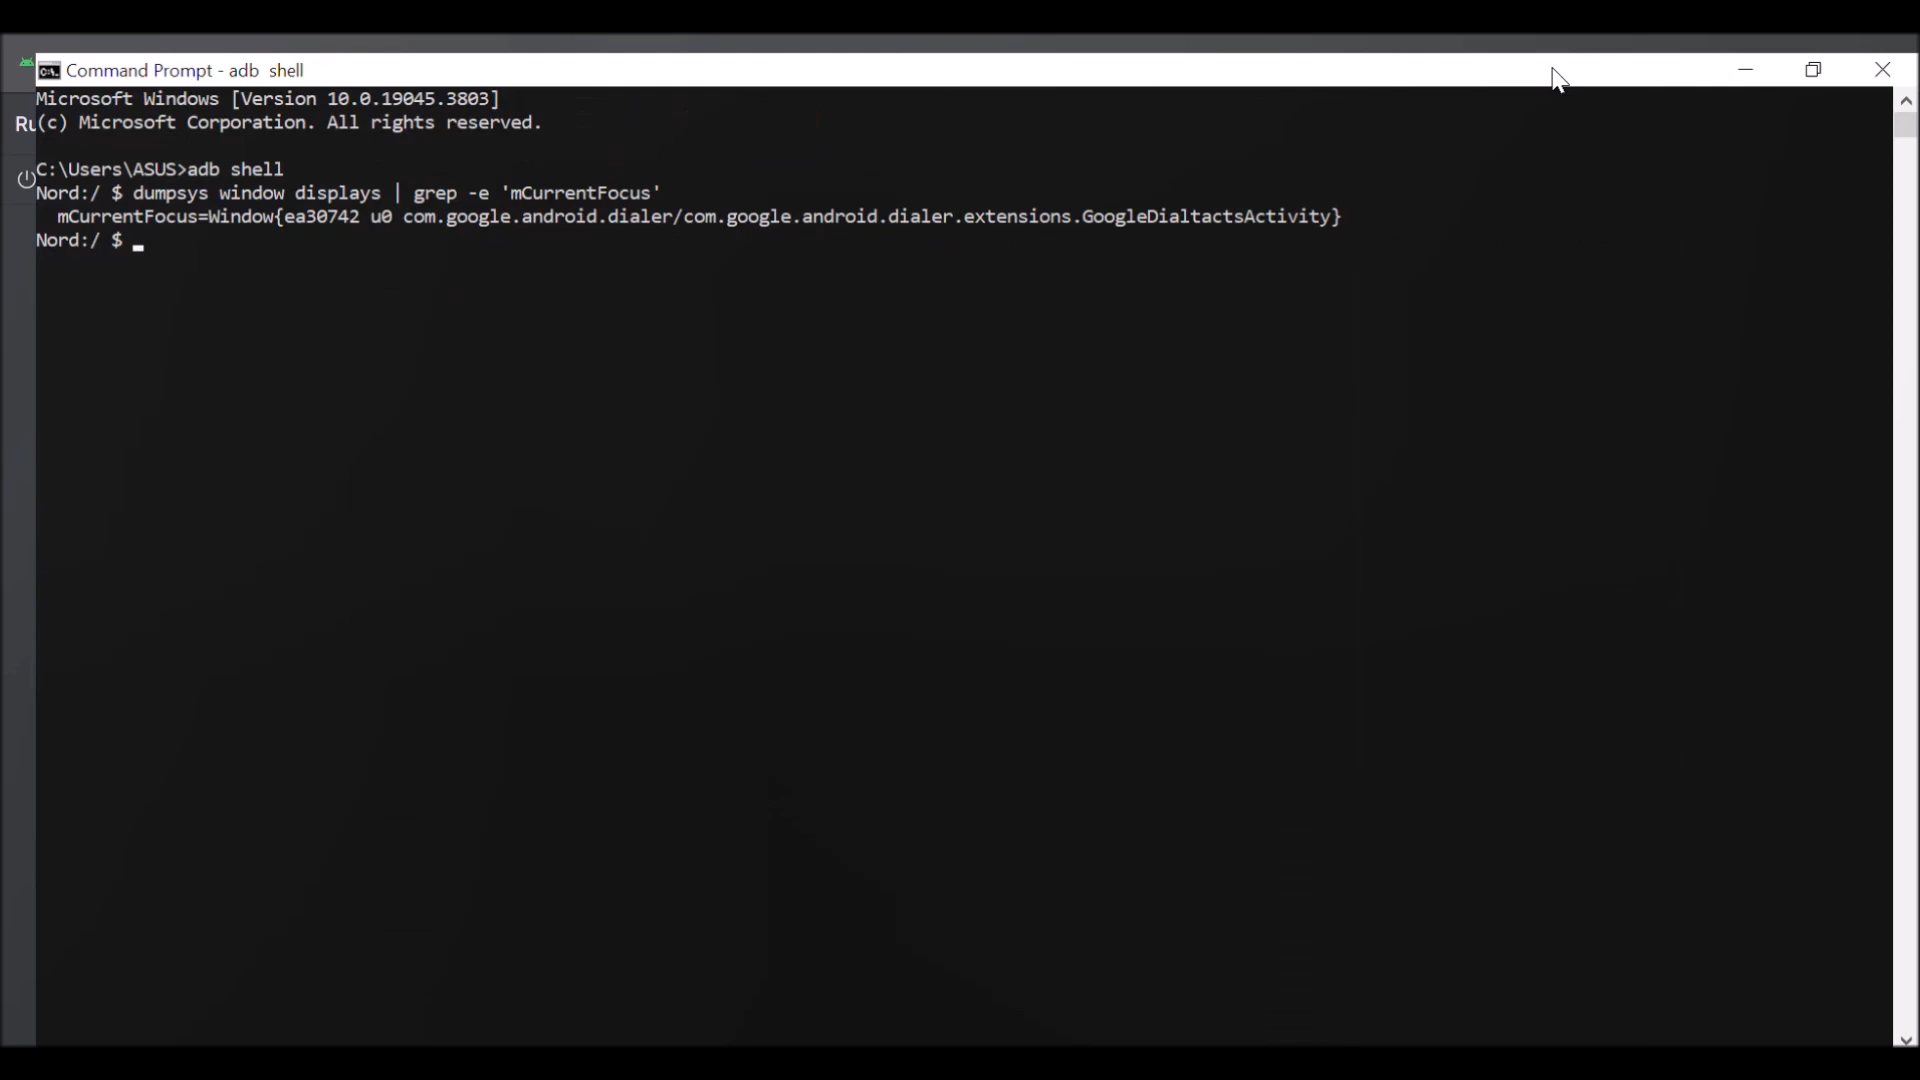 Command Prompt - adb  shell
Microsoft Windows [Version 10.0.19045.3803]
Ru
(c) Microsoft Corporation. All rights reserved.
C:\Users\ASUS>adb shell
Nord:/ $ dumpsys window displays | grep -e 'mCurrentFocus'
  mCurrentFocus=Window{ea30742 u0 com.google.android.dialer/com.google.android.dialer.extensions.GoogleDialtactsActivity}
Nord:/ $